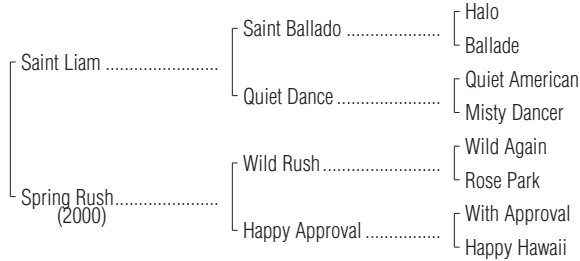 Halo
Saint Ballado ......................
Ballade
Saint Liam ........................
Quiet American
Quiet Dance ........................
Misty Dancer
Wild Again
Wild Rush ...........................
Rose Park
Spring Rush ......................
(2000)
With Approval
Happy Approval .................
Happy Hawaii